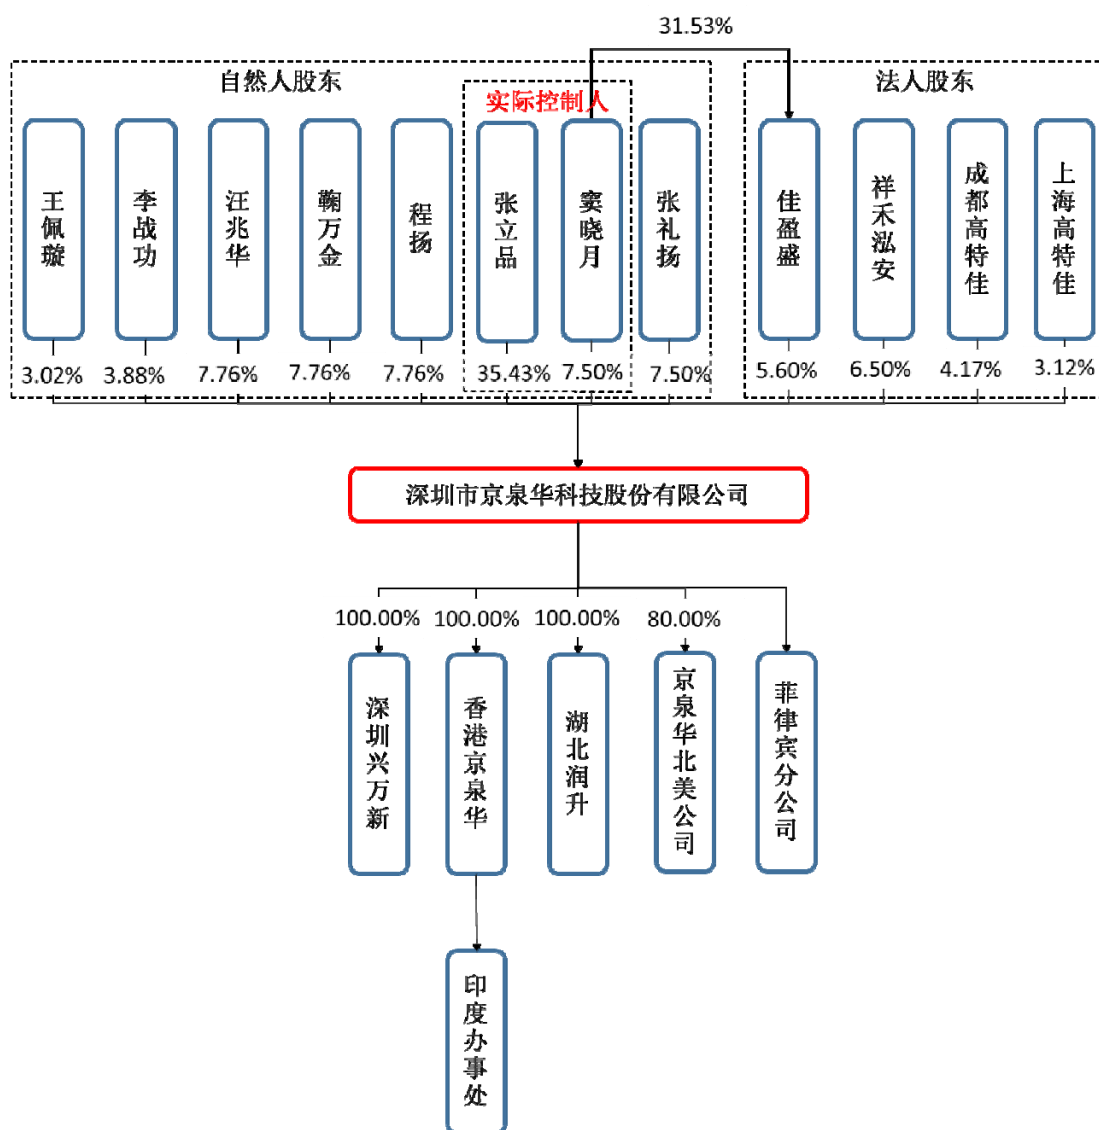 31.53%
自然人股东
法人股东
实际控制人
王佩璇
李战功
汪兆华
鞠万金
程扬
张立品
窦晓月
张礼扬
佳盈盛
祥禾泓安
成都高特佳
上海高特佳
3.02%
3.88%
7.76%
7.76%
7.76%
35.43%
7.50%
7.50%
5.60%
6.50%
4.17%
3.12%
深圳市京泉华科技股份有限公司
100.00%
100.00%
100.00%
80.00%
深圳兴万新
香港京泉华
湖北润升
京泉华北美公司
菲律宾分公司
印度办事处